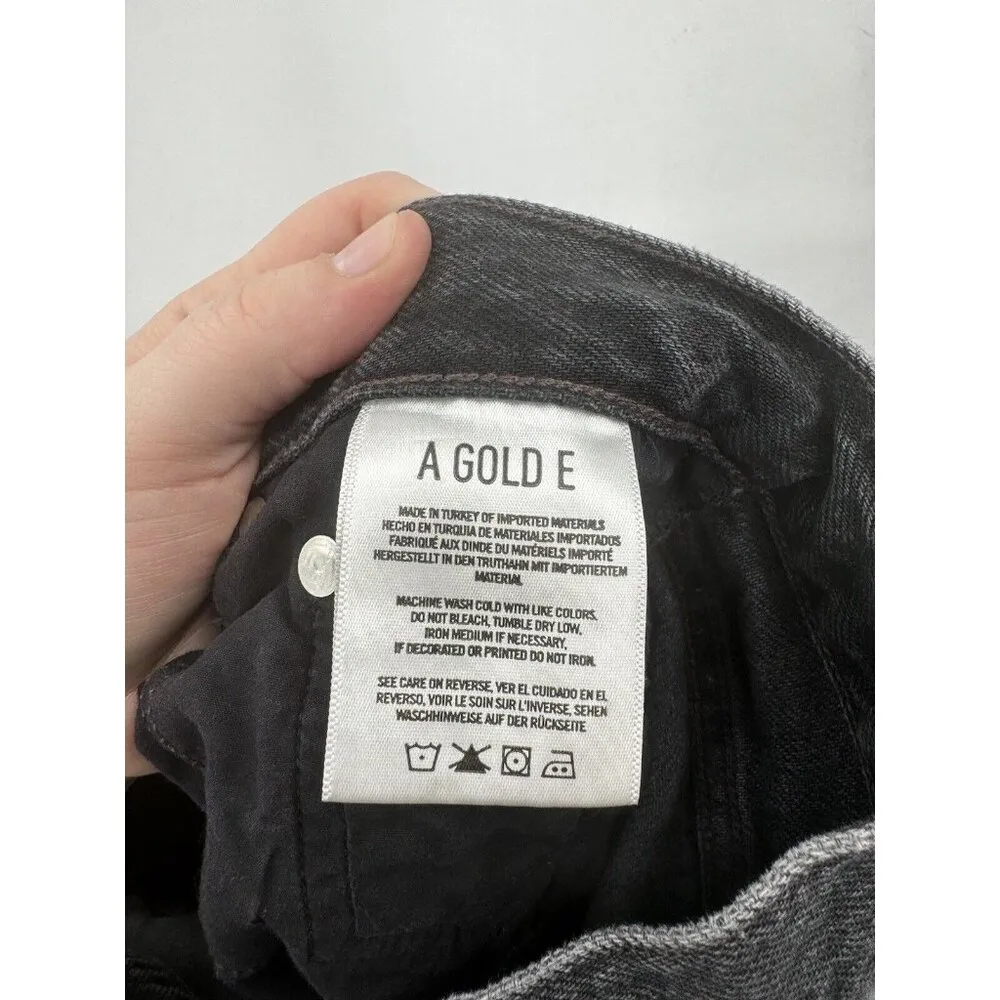 A GOLD E
MADE IN TURKEY OF IMPORTED MATERIALS
HECHO EN TURQUIA DE MATERIALES IMPORTADOS
FABRIQUÉ AUX DINDE DU MATÉRIELS IMPORTÉ
HERGESTELLT IN DEN TRUTHAHN MIT IMPORTIERTEM
MATERIAL
MACHINE WASH COLD WITH LIKE COLORS.
DO NOT BLEACH, TUMBLE DRY LOW,
IRON MEDIUM IF NECESSARY,
IF DECORATED OR PRINTED DO NOT IRON.
SEE CARE ON REVERSE, VER EL CUIDADO EN EL
REVERSO, VOIR LE SOIN SUR L'INVERSE, SEHEN
WASCHHINWEISE AUF DER RÜCKSEITE